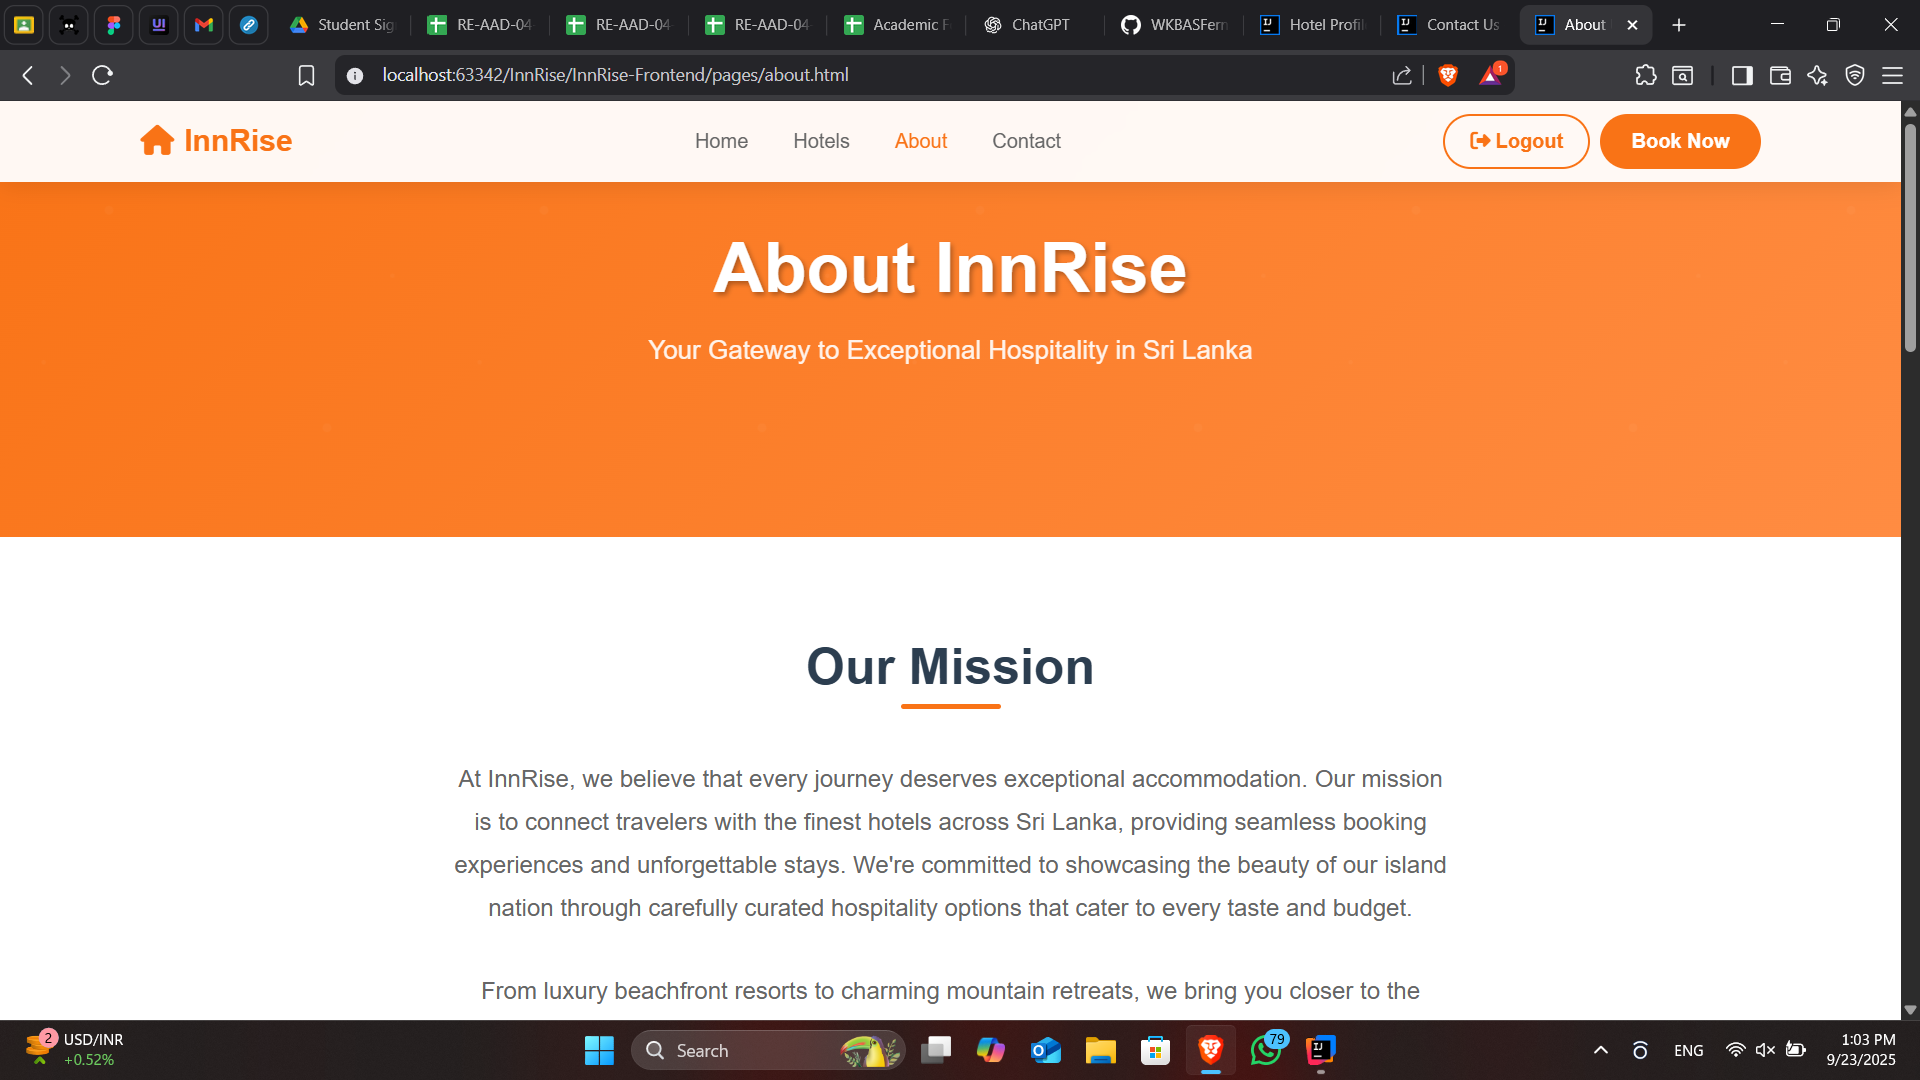 UI
Student Sig
RE-AAD-04
RE-AAD-04
RE-AAD-04
Academic F
ChatGPT
WKBASFern
Hotel Profil
Contact Us
About
localhost:63342/InnRise/InnRise-Frontend/pages/about.html
1
InnRise
Home
Hotels
About
Contact
Logout
Book Now
About InnRise
Your Gateway to Exceptional Hospitality in Sri Lanka
Our Mission
At InnRise, we believe that every journey deserves exceptional accommodation. Our mission
is to connect travelers with the finest hotels across Sri Lanka, providing seamless booking
experiences and unforgettable stays. We're committed to showcasing the beauty of our island
nation through carefully curated hospitality options that cater to every taste and budget.
From luxury beachfront resorts to charming mountain retreats, we bring you closer to the
2
USD/INR
+0.52%
Search
79
ENG
1:03 PM
9/23/2025